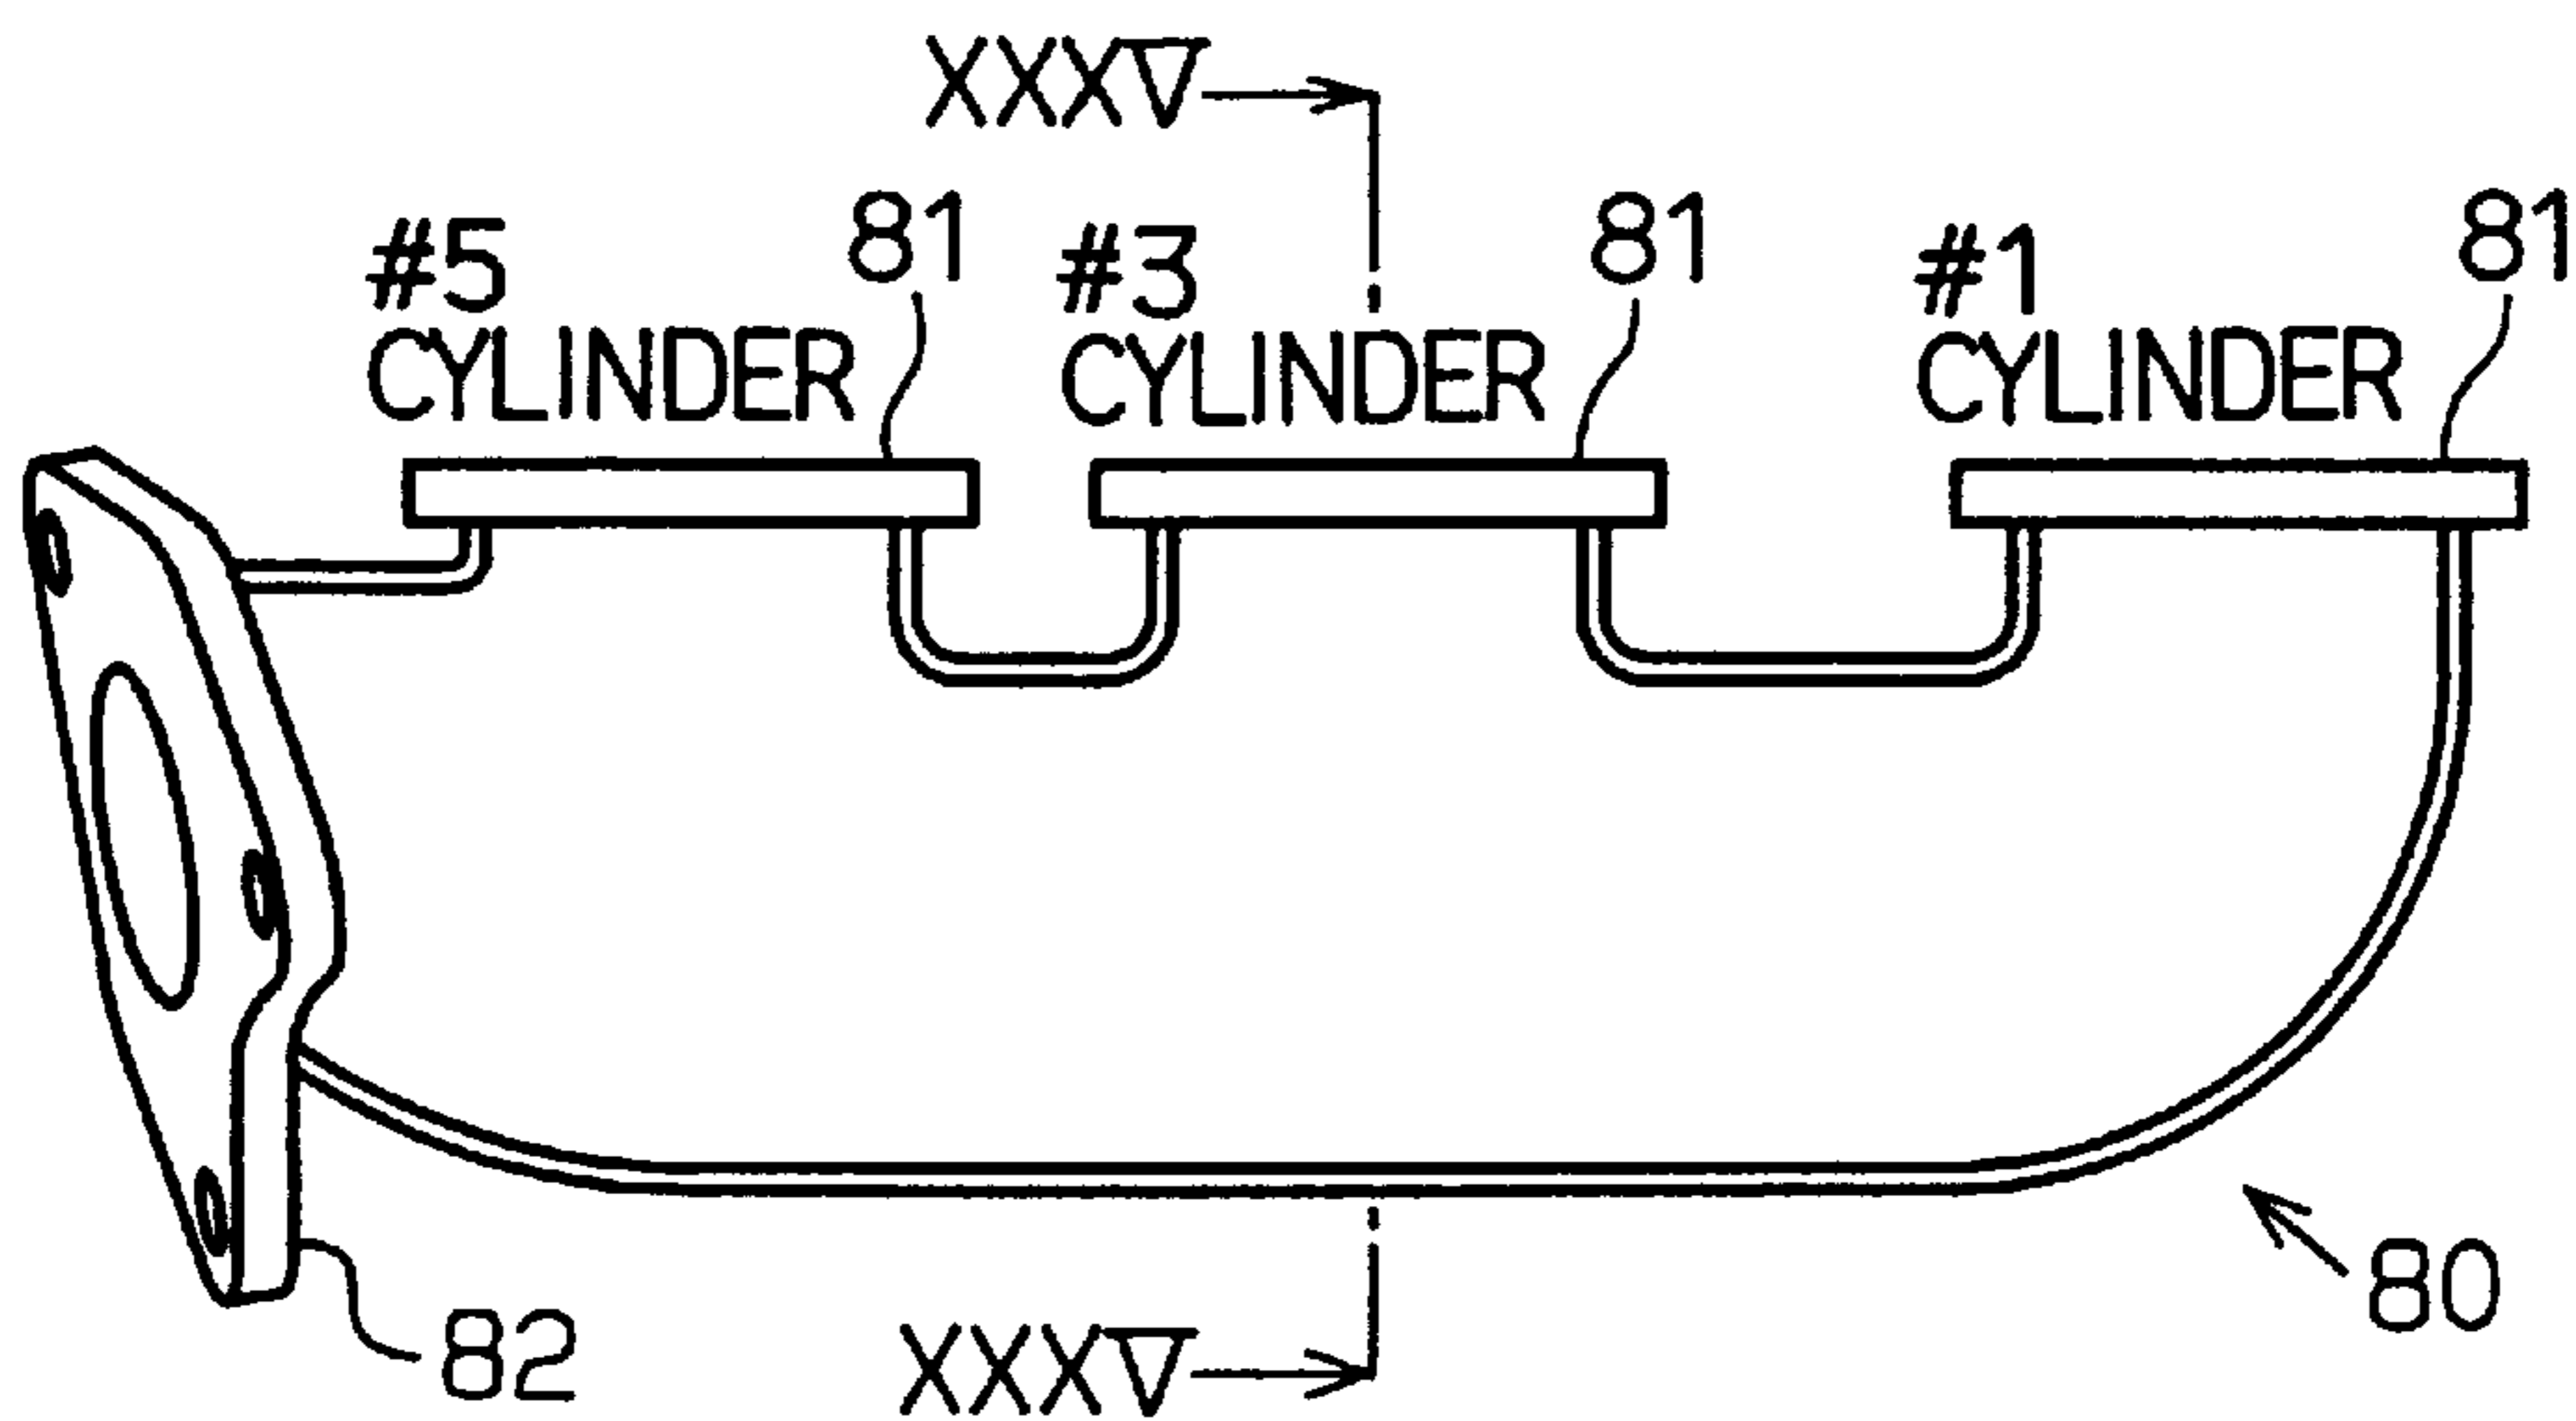 XXXV
#5 CYLINDER
81
#3 CYLINDER
81
#1 CYLINDER
81
82
XXXV
80